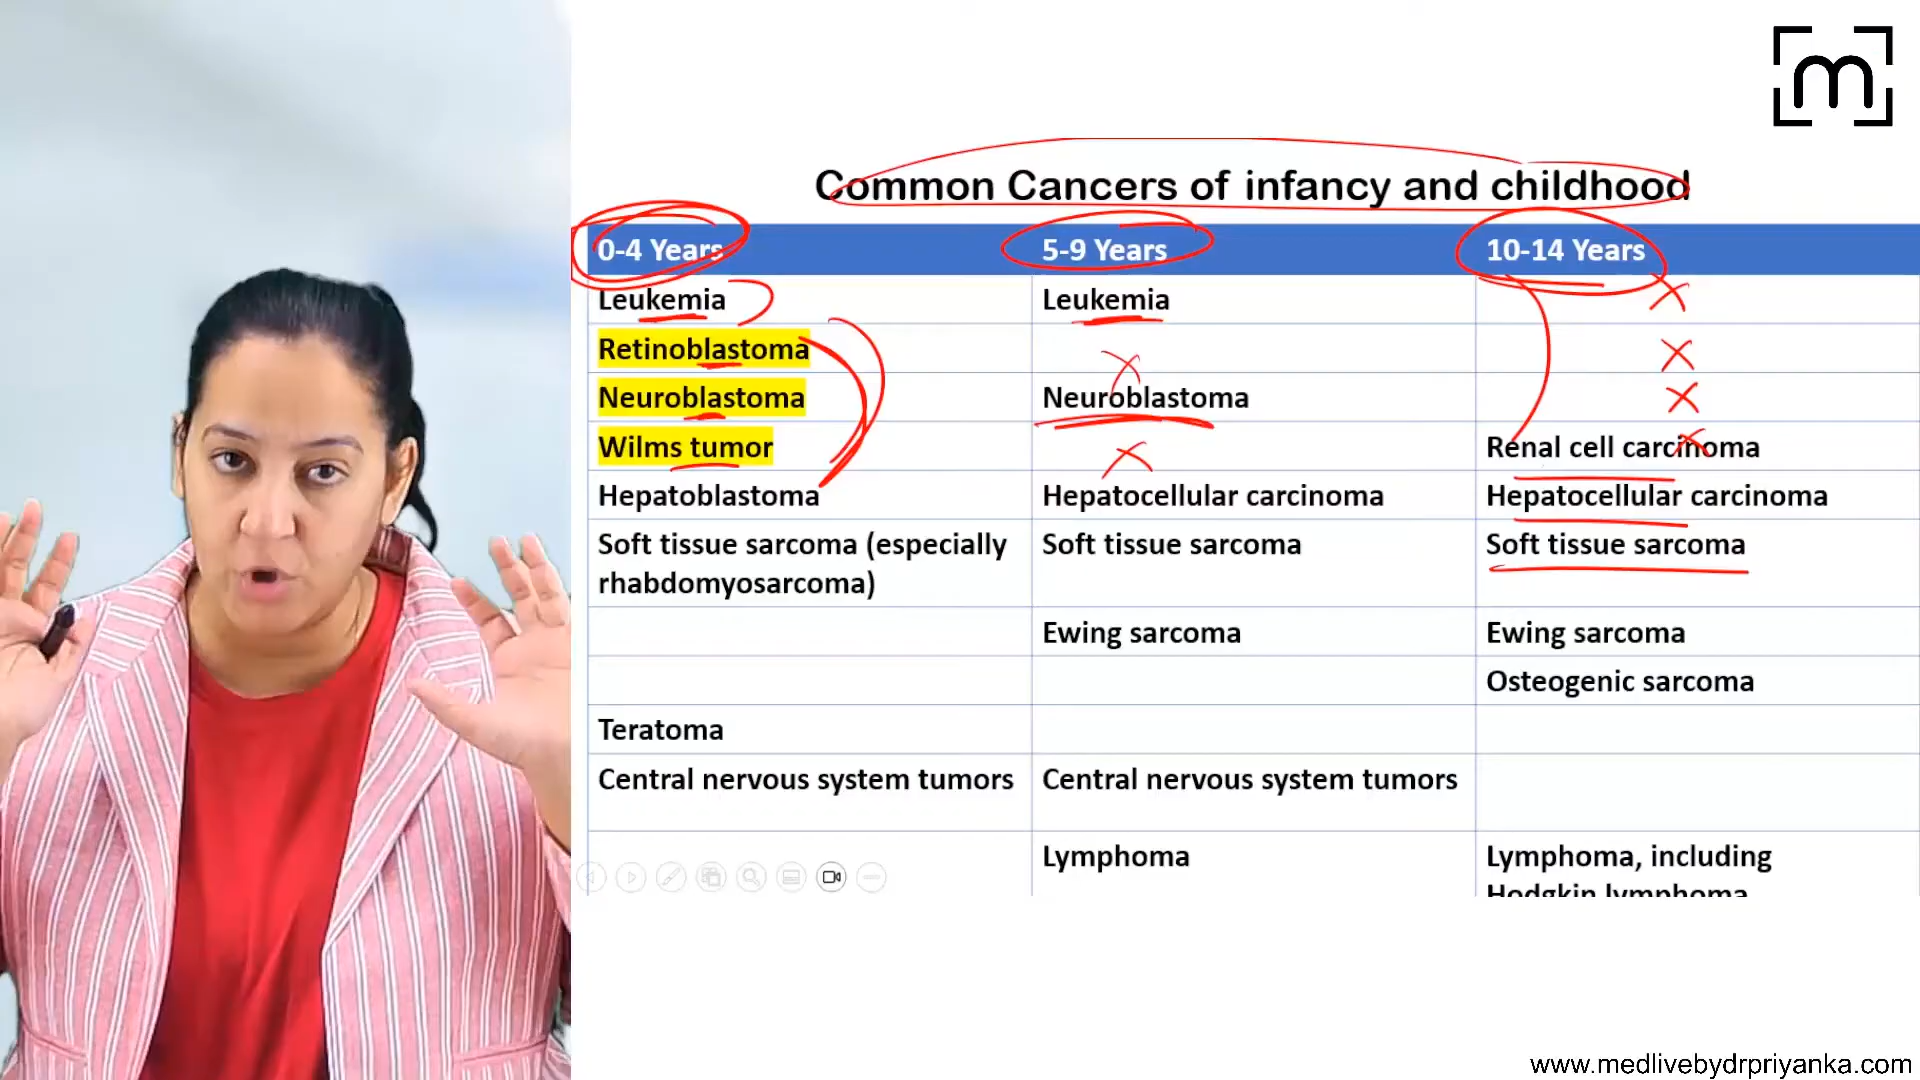 m
Common Cancers of infancy and childhood
0-4 Years 5-9 Years 10-14 Years
Leukemia Leukemia
Retinoblastoma
Neuroblastoma Neuroblastoma
Wilms tumor Renal cell carcinoma
Hepatoblastoma Hepatocellular carcinoma Hepatocellular carcinoma
Soft tissue sarcoma (especially Soft tissue sarcoma Soft tissue sarcoma
rhabdomyosarcoma)
Ewing sarcoma Ewing sarcoma
Osteogenic sarcoma
Teratoma
Central nervous system tumors Central nervous system tumors
Lymphoma Lymphoma, including
Hodgkin lymphoma
www.medlivebydrpriyanka.com